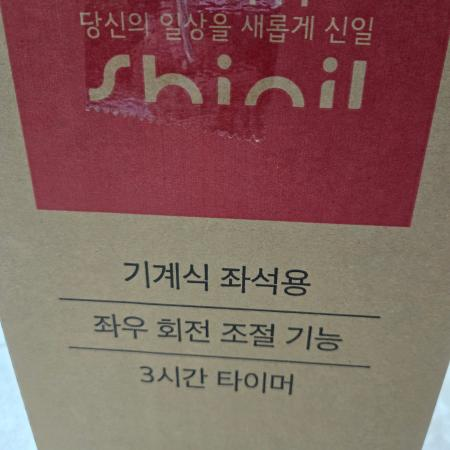 당신의 일상을 새롭게 신일
Shinil
기계식 좌석용
좌우 회전 조절 기능
3시간 타이머